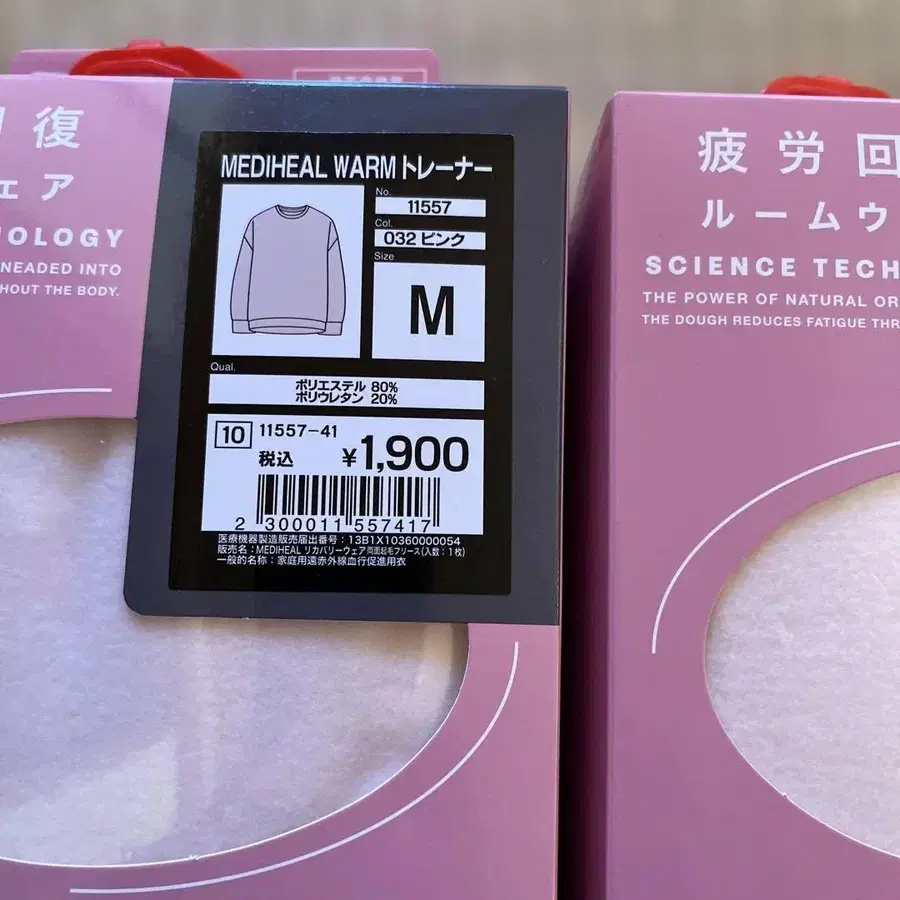 回復
ェア
NOLOGY
NEADED INTO
HOUT THE BODY.
MEDIHEAL WARM トレーナー
No.
11557
Col.
032 ピンク
Size
M
Qual.
ポリエステル 80%
ポリウレタン 20%
10 11557-41
税込 ¥1,900
2 300011 557417
医療機器製造販売届出番号:13B1X10360000054
販売名:MEDIHEAL リカバリーウェア両面起毛フリース(入数:1枚)
一般的名称:家庭用遠赤外線血行促進用衣
疲労回
ルームウ
SCIENCE TECH
THE POWER OF NATURAL OR
THE DOUGH REDUCES FATIGUE THR